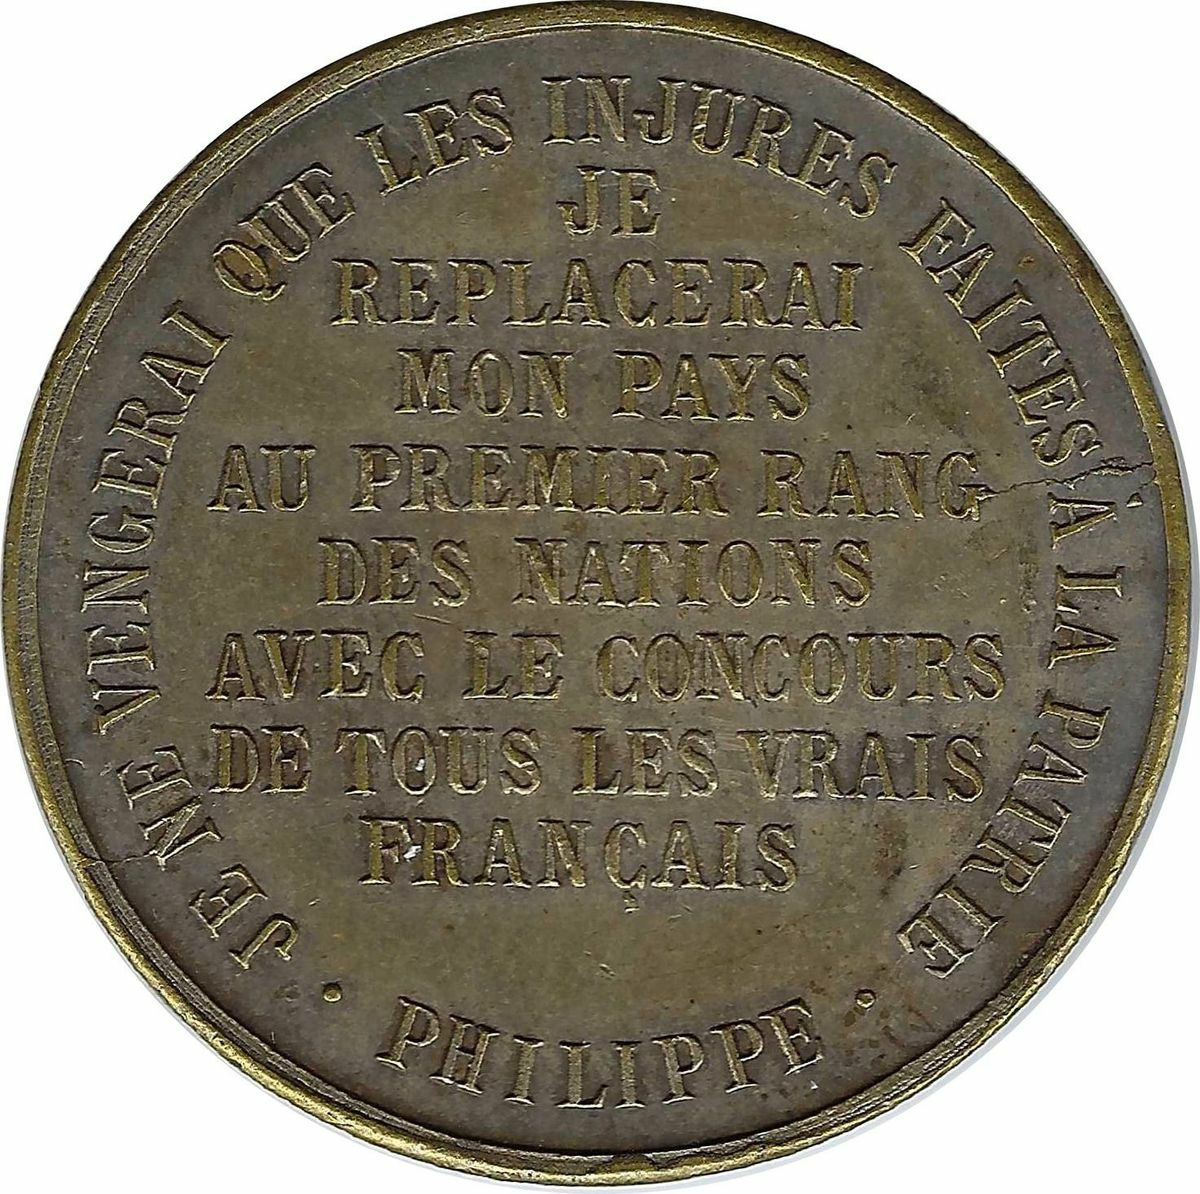 JE NE VENGERAI QUE LES INJURES FAITES À LA PATRIE
JE
REPLACERAI
MON PAYS
AU PREMIER RANG
DES NATIONS
AVEC LE CONCOURS
DE TOUS LES VRAIS
FRANÇAIS
• PHILIPPE •